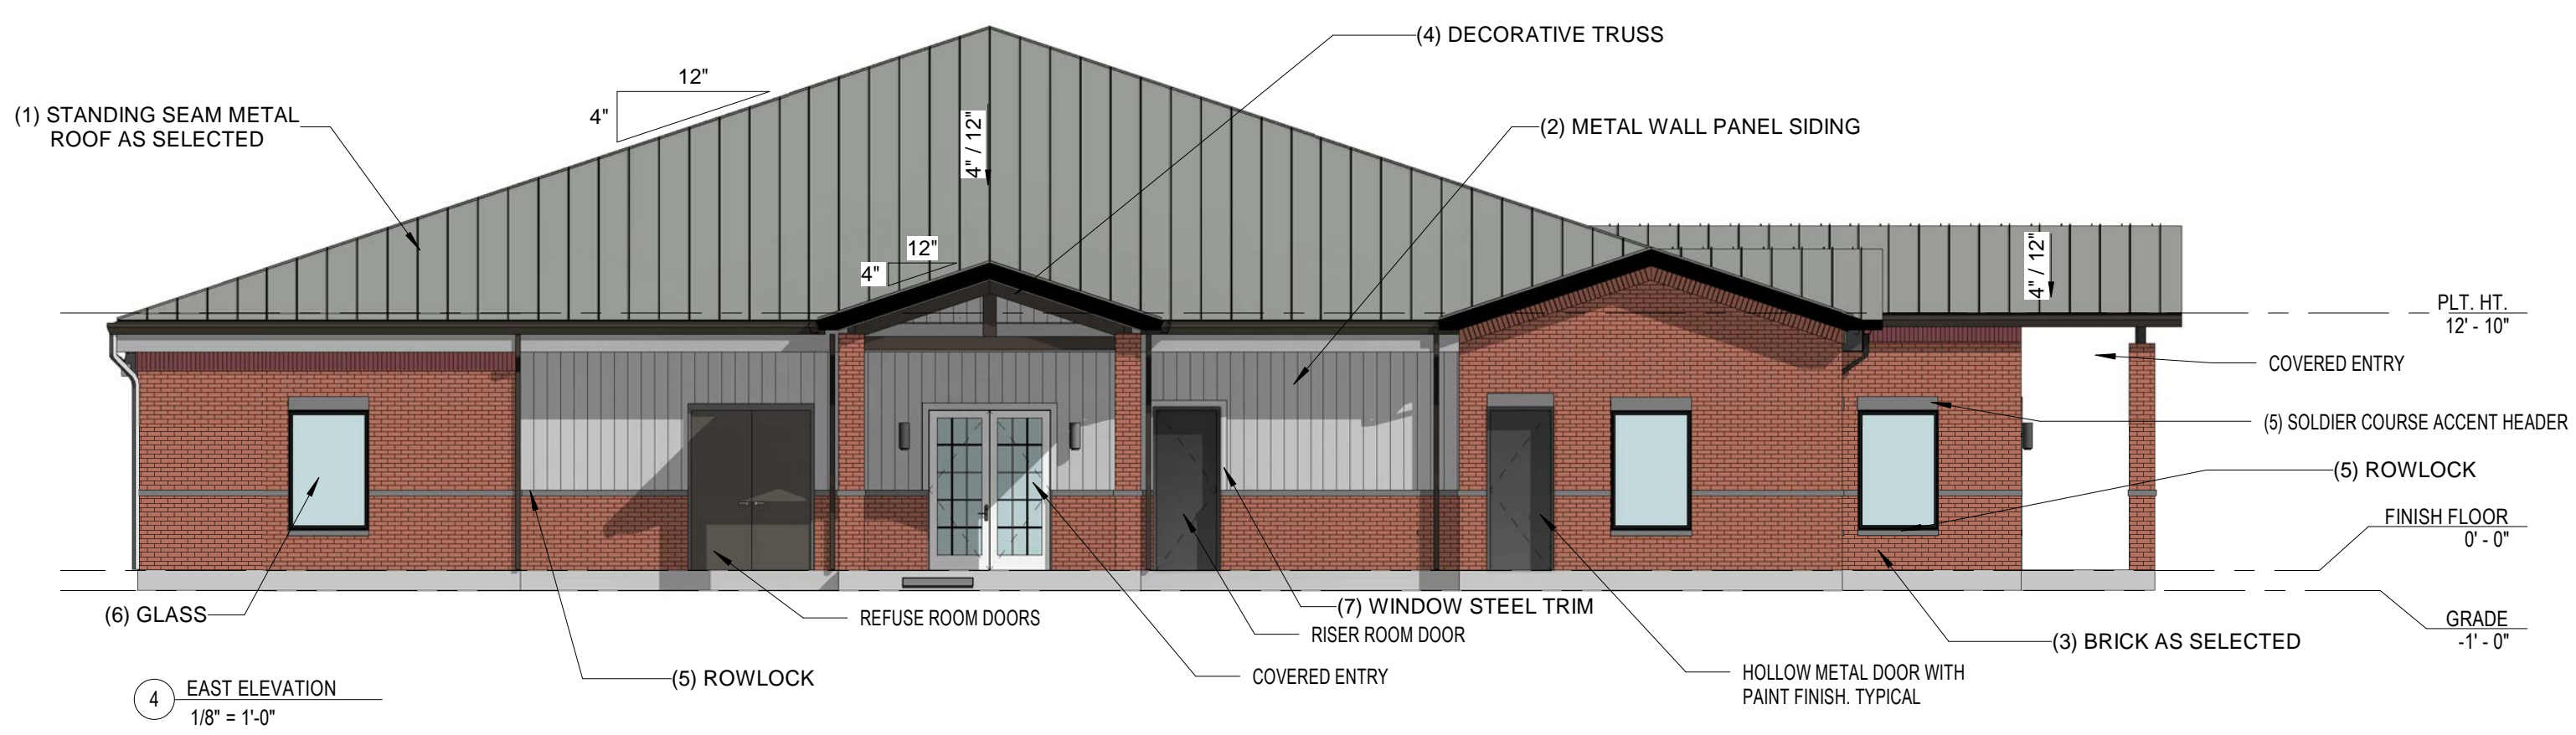 (4) DECORATIVE TRUSS
12"
4"
(1) STANDING SEAM METAL
ROOF AS SELECTED
4" / 12"
(2) METAL WALL PANEL SIDING
12"
4"
4" / 12"
PLT. HT.
12' - 10"
COVERED ENTRY
(5) SOLDIER COURSE ACCENT HEADER
(5) ROWLOCK
FINISH FLOOR
0' - 0"
(6) GLASS
REFUSE ROOM DOORS
(7) WINDOW STEEL TRIM
RISER ROOM DOOR
GRADE
-1' - 0"
(3) BRICK AS SELECTED
(5) ROWLOCK
COVERED ENTRY
HOLLOW METAL DOOR WITH
PAINT FINISH. TYPICAL
4
EAST ELEVATION
1/8" = 1'-0"